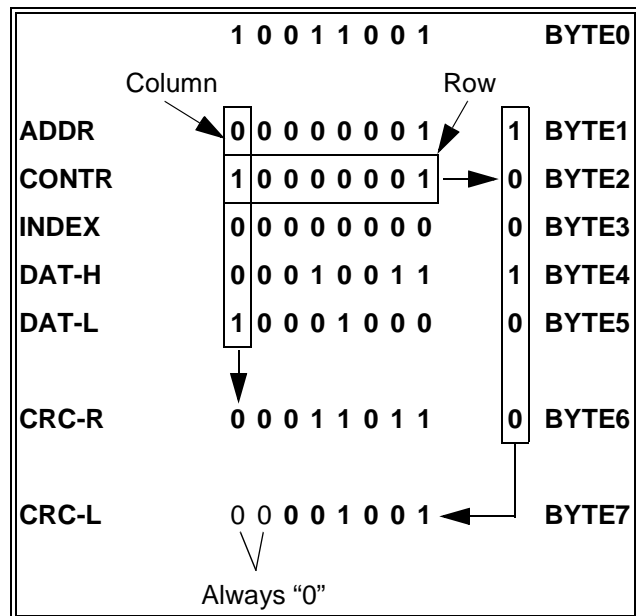 1 0 0 1 1 0 0 1 BYTE0
Column Row
ADDR 0 0 0 0 0 0 0 1 1 BYTE1
CONTR 1 0 0 0 0 0 0 1 0 BYTE2
INDEX 0 0 0 0 0 0 0 0 0 BYTE3
DAT-H 0 0 0 1 0 0 1 1 1 BYTE4
DAT-L 1 0 0 0 1 0 0 0 0 BYTE5
CRC-R 0 0 0 1 1 0 1 1 0 BYTE6
CRC-L 0 0 0 0 1 0 0 1 BYTE7
Always “0”